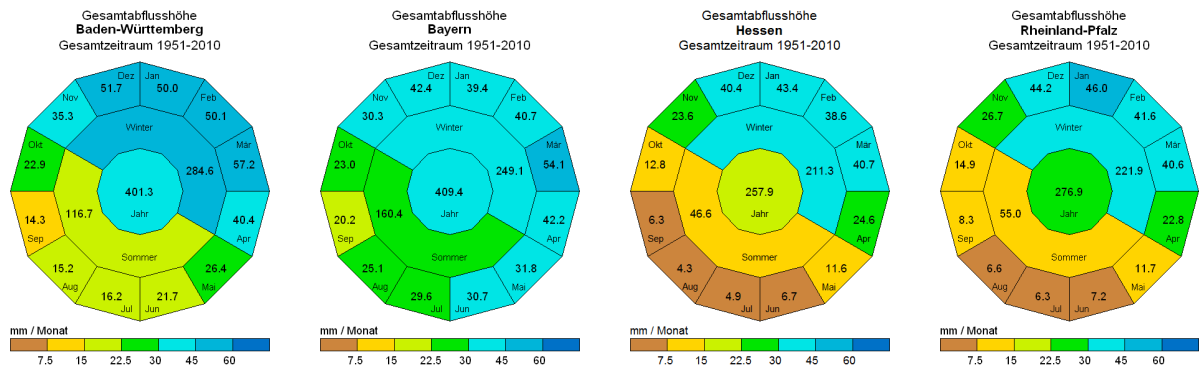 Gesamtabflusshöhe
Baden-Württemberg
Gesamtzeitraum 1951-2010
Dez Jan
51.7 50.0
Nov Feb
35.3 50.1
Winter
Okt Mär
22.9 57.2
284.6
401.3
116.7
Jahr
14.3 40.4
Sep Apr
Sommer
15.2 26.4
Aug Mai
16.2 21.7
Jul Jun
mm / Monat
7.5 15 22.5 30 45 60
Gesamtabflusshöhe
Bayern
Gesamtzeitraum 1951-2010
Dez Jan
42.4 39.4
Nov Feb
30.3 40.7
Winter
Okt Mär
23.0 54.1
249.1
409.4
160.4
Jahr
20.2 42.2
Sep Apr
Sommer
25.1 31.8
Aug Mai
29.6 30.7
Jul Jun
mm / Monat
7.5 15 22.5 30 45 60
Gesamtabflusshöhe
Hessen
Gesamtzeitraum 1951-2010
Dez Jan
40.4 43.4
Nov Feb
23.6 38.6
Winter
Okt Mär
12.8 40.7
211.3
257.9
46.6
Jahr
6.3 24.6
Sep Apr
Sommer
4.3 11.6
Aug Mai
4.9 6.7
Jul Jun
mm / Monat
7.5 15 22.5 30 45 60
Gesamtabflusshöhe
Rheinland-Pfalz
Gesamtzeitraum 1951-2010
Dez Jan
44.2 46.0
Nov Feb
26.7 41.6
Winter
Okt Mär
14.9 40.6
221.9
276.9
55.0
Jahr
8.3 22.8
Sep Apr
Sommer
6.6 11.7
Aug Mai
6.3 7.2
Jul Jun
mm / Monat
7.5 15 22.5 30 45 60